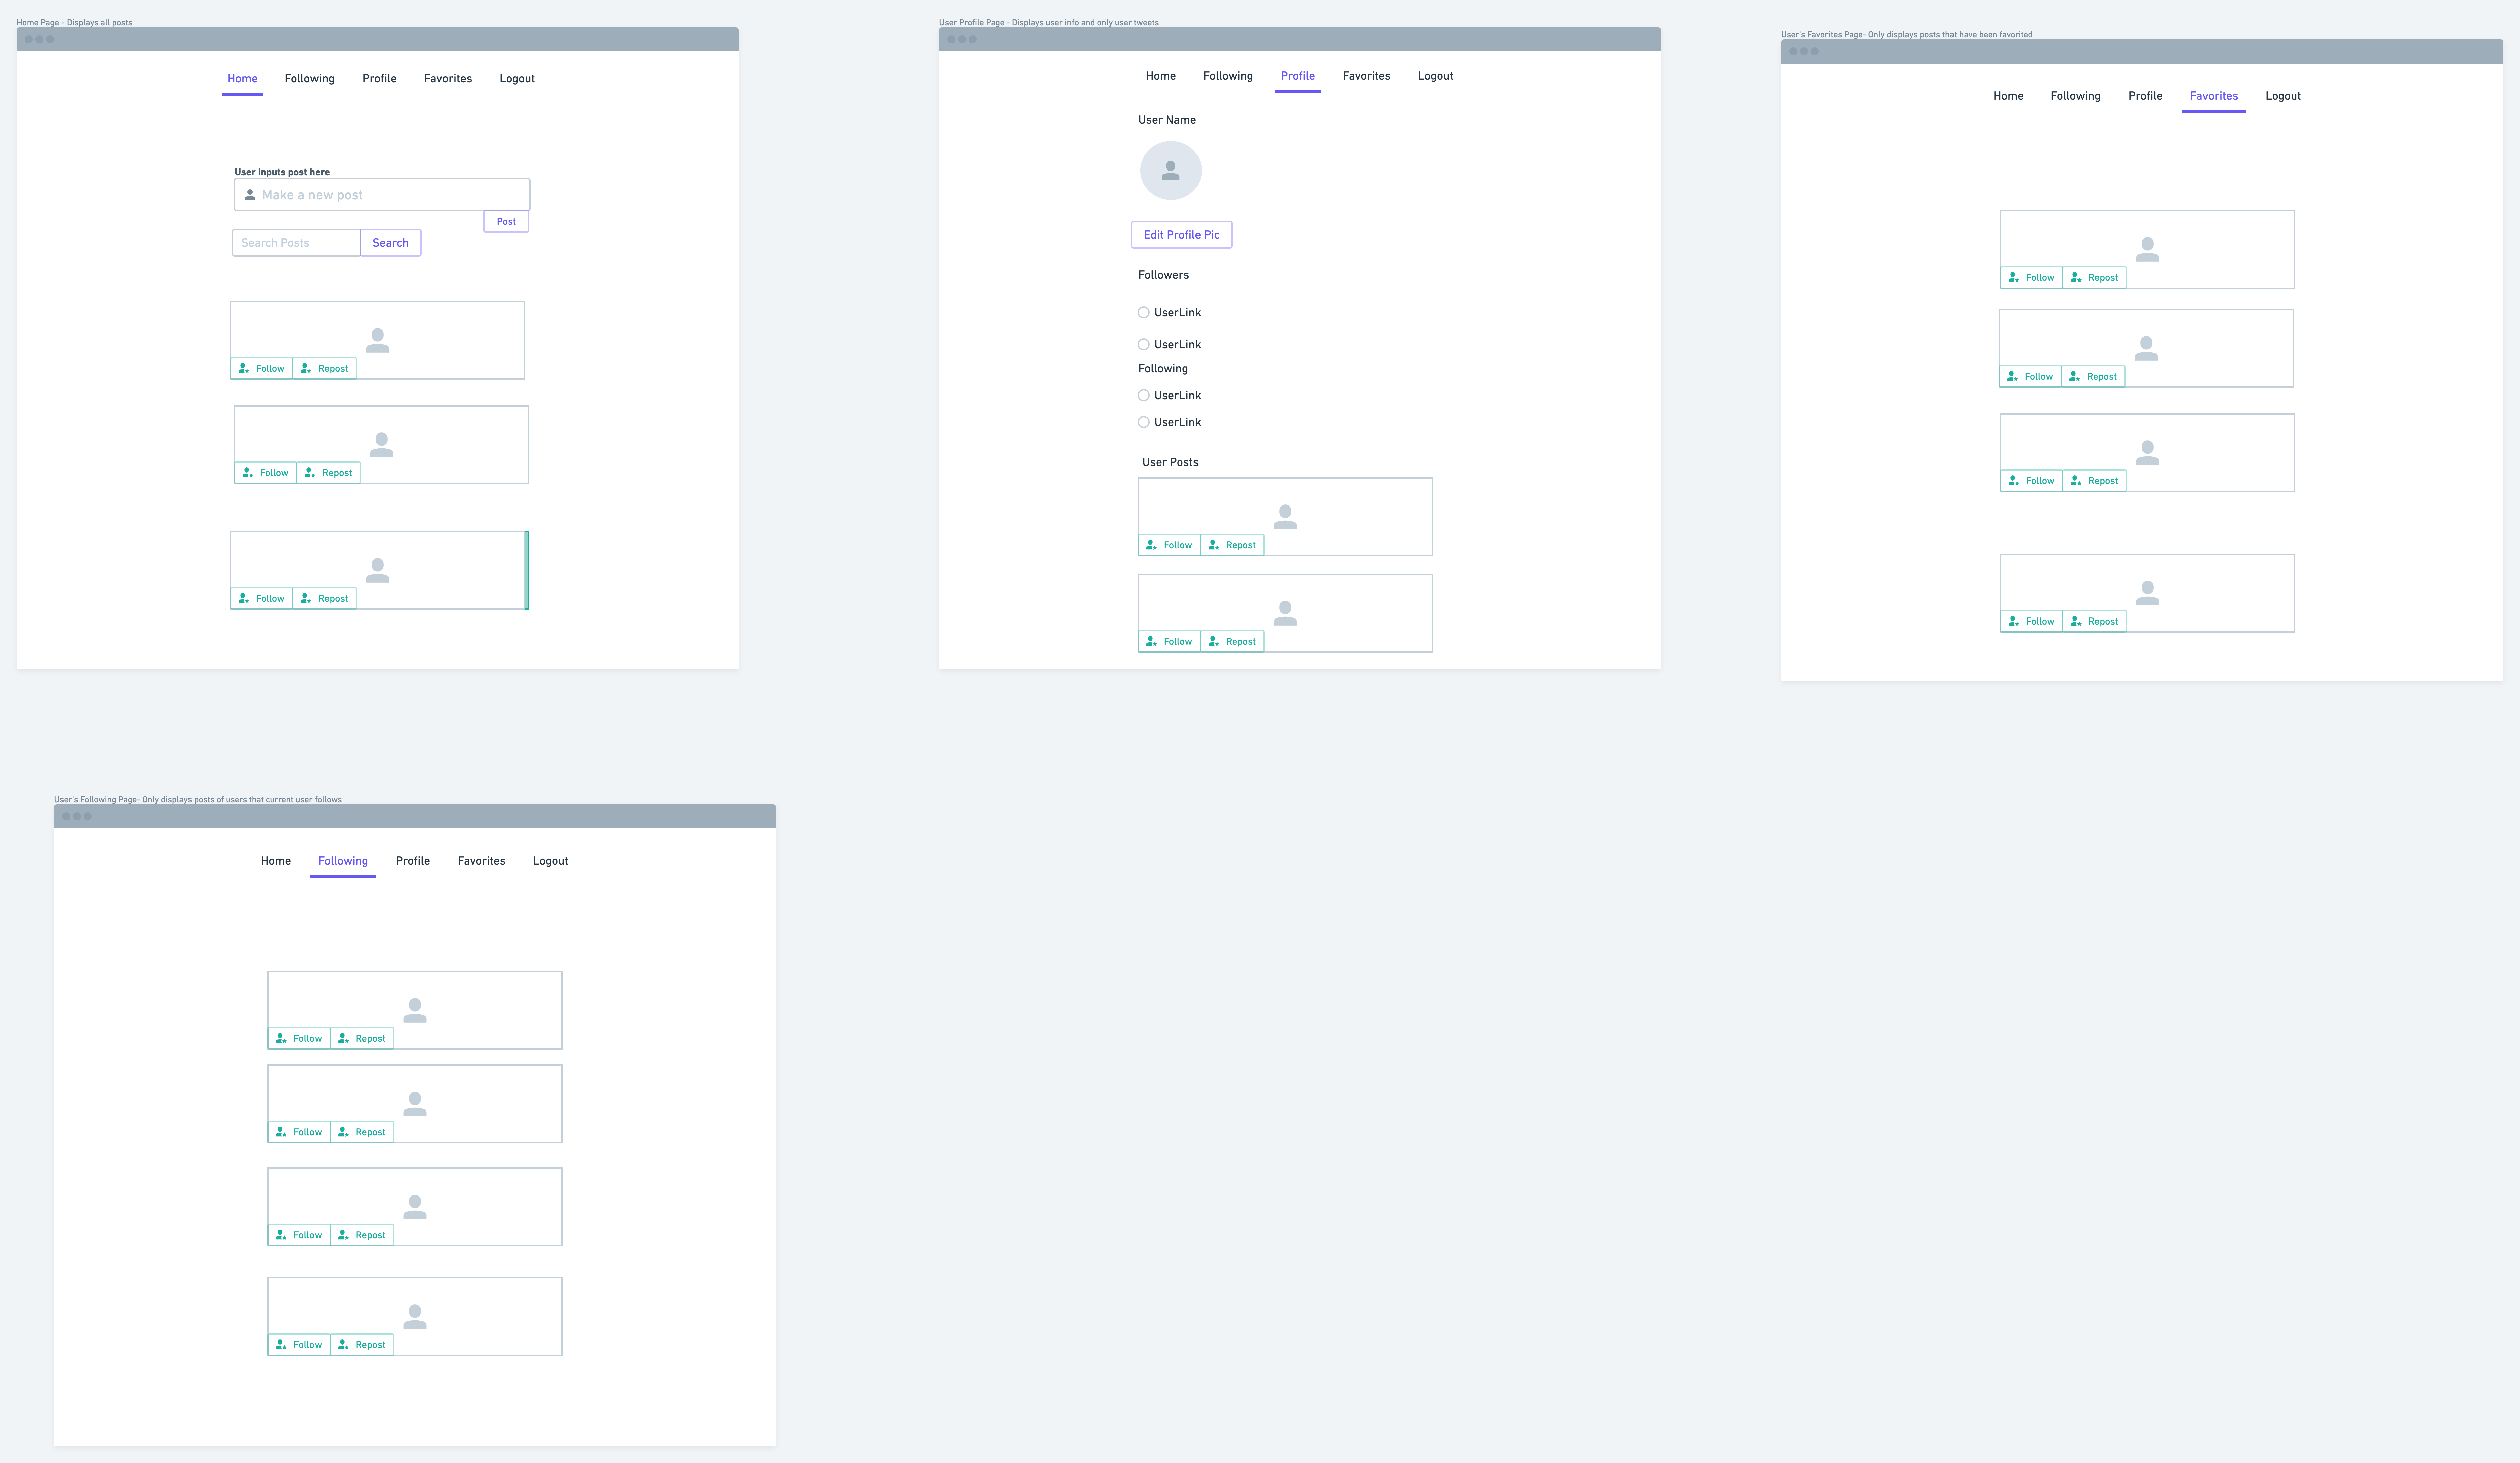 Home Page - Displays all posts
Home Following Profile Favorites Logout
User inputs post here
Make a new post
Post
Search Posts Search
Follow Repost
Follow Repost
Follow Repost
User Profile Page - Displays user info and only user tweets
Home Following Profile Favorites Logout
User Name
Edit Profile Pic
Followers
UserLink
UserLink
Following
UserLink
UserLink
User Posts
Follow Repost
Follow Repost
User's Favorites Page- Only displays posts that have been favorited
Home Following Profile Favorites Logout
Follow Repost
Follow Repost
Follow Repost
Follow Repost
User's Following Page- Only displays posts of users that current user follows
Home Following Profile Favorites Logout
Follow Repost
Follow Repost
Follow Repost
Follow Repost